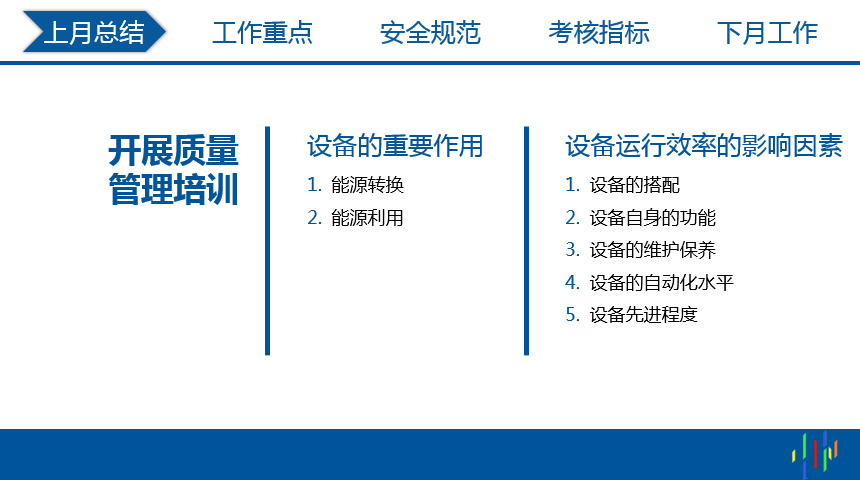 上月总结
工作重点
安全规范
考核指标
下月工作
开展质量
管理培训
设备的重要作用
1. 能源转换
2. 能源利用
设备运行效率的影响因素
1. 设备的搭配
2. 设备自身的功能
3. 设备的维护保养
4. 设备的自动化水平
5. 设备先进程度